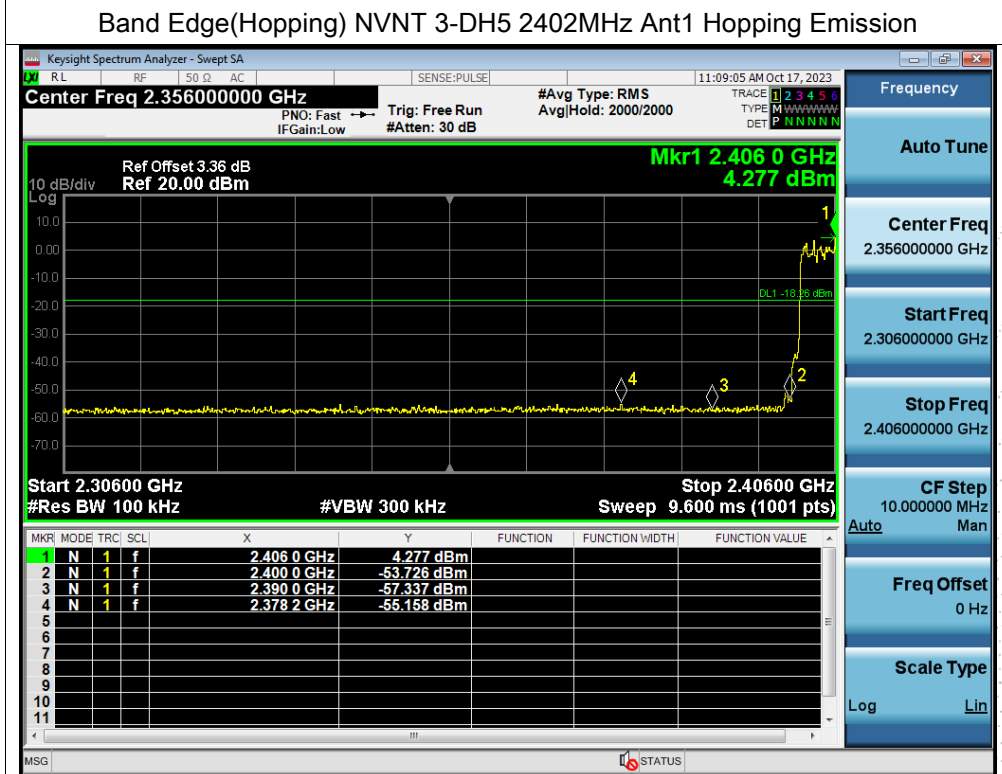 Band Edge(Hopping) NVNT 3-DH5 2402MHz Ant1 Hopping Emission
Keysight Spectrum Analyzer - Swept SA
LXI RL RF 50 Ω AC SENSE:PULSE 11:09:05 AM Oct 17, 2023
Center Freq 2.356000000 GHz #Avg Type: RMS TRACE 1 2 3 4 5 6
PNO: Fast Trig: Free Run Avg|Hold: 2000/2000 TYPE M WWWWW
IFGain:Low #Atten: 30 dB DET P N N N N N
Frequency
Auto Tune
Center Freq
2.356000000 GHz
Start Freq
2.306000000 GHz
Stop Freq
2.406000000 GHz
CF Step
10.000000 MHz
Auto Man
Freq Offset
0 Hz
Scale Type
Log Lin
Mkr1 2.406 0 GHz
Ref Offset 3.36 dB
10 dB/div Ref 20.00 dBm 4.277 dBm
Log
1
10.0
0.00
-10.0
DL1 -18.26 dBm
-20.0
-30.0
-40.0
4 3 2
-50.0
-60.0
-70.0
Start 2.30600 GHz Stop 2.40600 GHz
#Res BW 100 kHz #VBW 300 kHz Sweep 9.600 ms (1001 pts)
MKR MODE TRC SCL X Y FUNCTION FUNCTION WIDTH FUNCTION VALUE
1 N 1 f 2.406 0 GHz 4.277 dBm
2 N 1 f 2.400 0 GHz -53.726 dBm
3 N 1 f 2.390 0 GHz -57.337 dBm
4 N 1 f 2.378 2 GHz -55.158 dBm
5
6
7
8
9
10
11
MSG STATUS